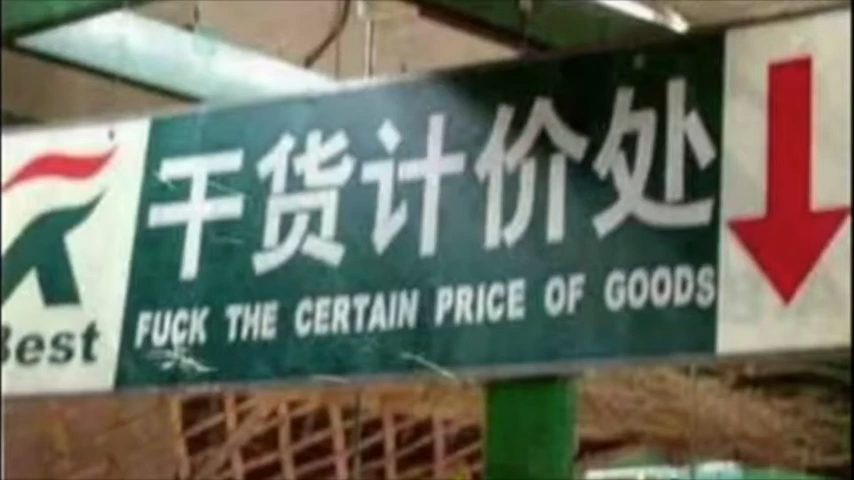 干货计价处
FUCK THE CERTAIN PRICE OF GOODS
Best